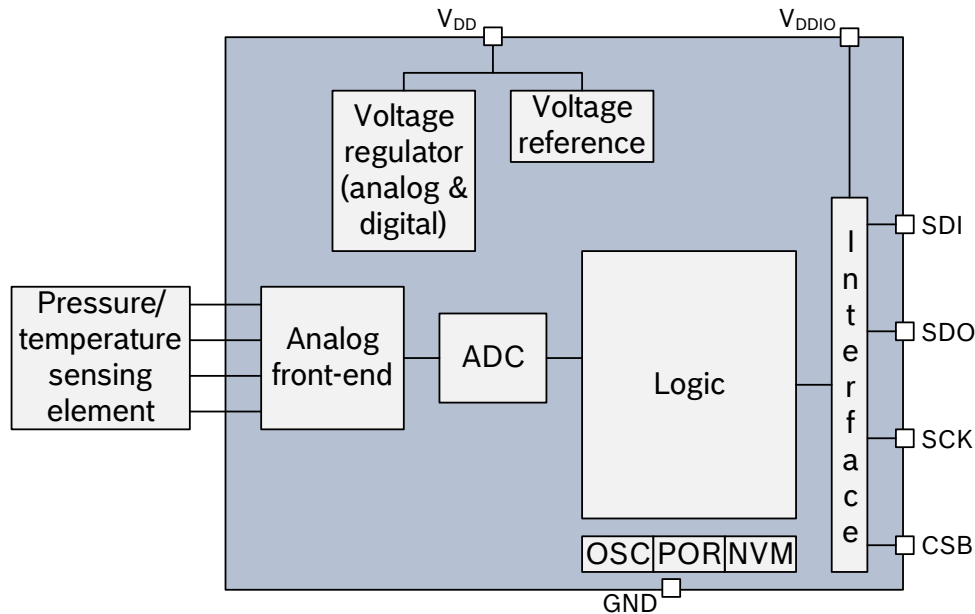 VDD
VDDIO
Voltage
regulator
(analog &
digital)
Voltage
reference
Pressure/
temperature
sensing
element
Analog
front-end
ADC
Logic
Interface
SDI
SDO
SCK
CSB
OSC POR NVM
GND